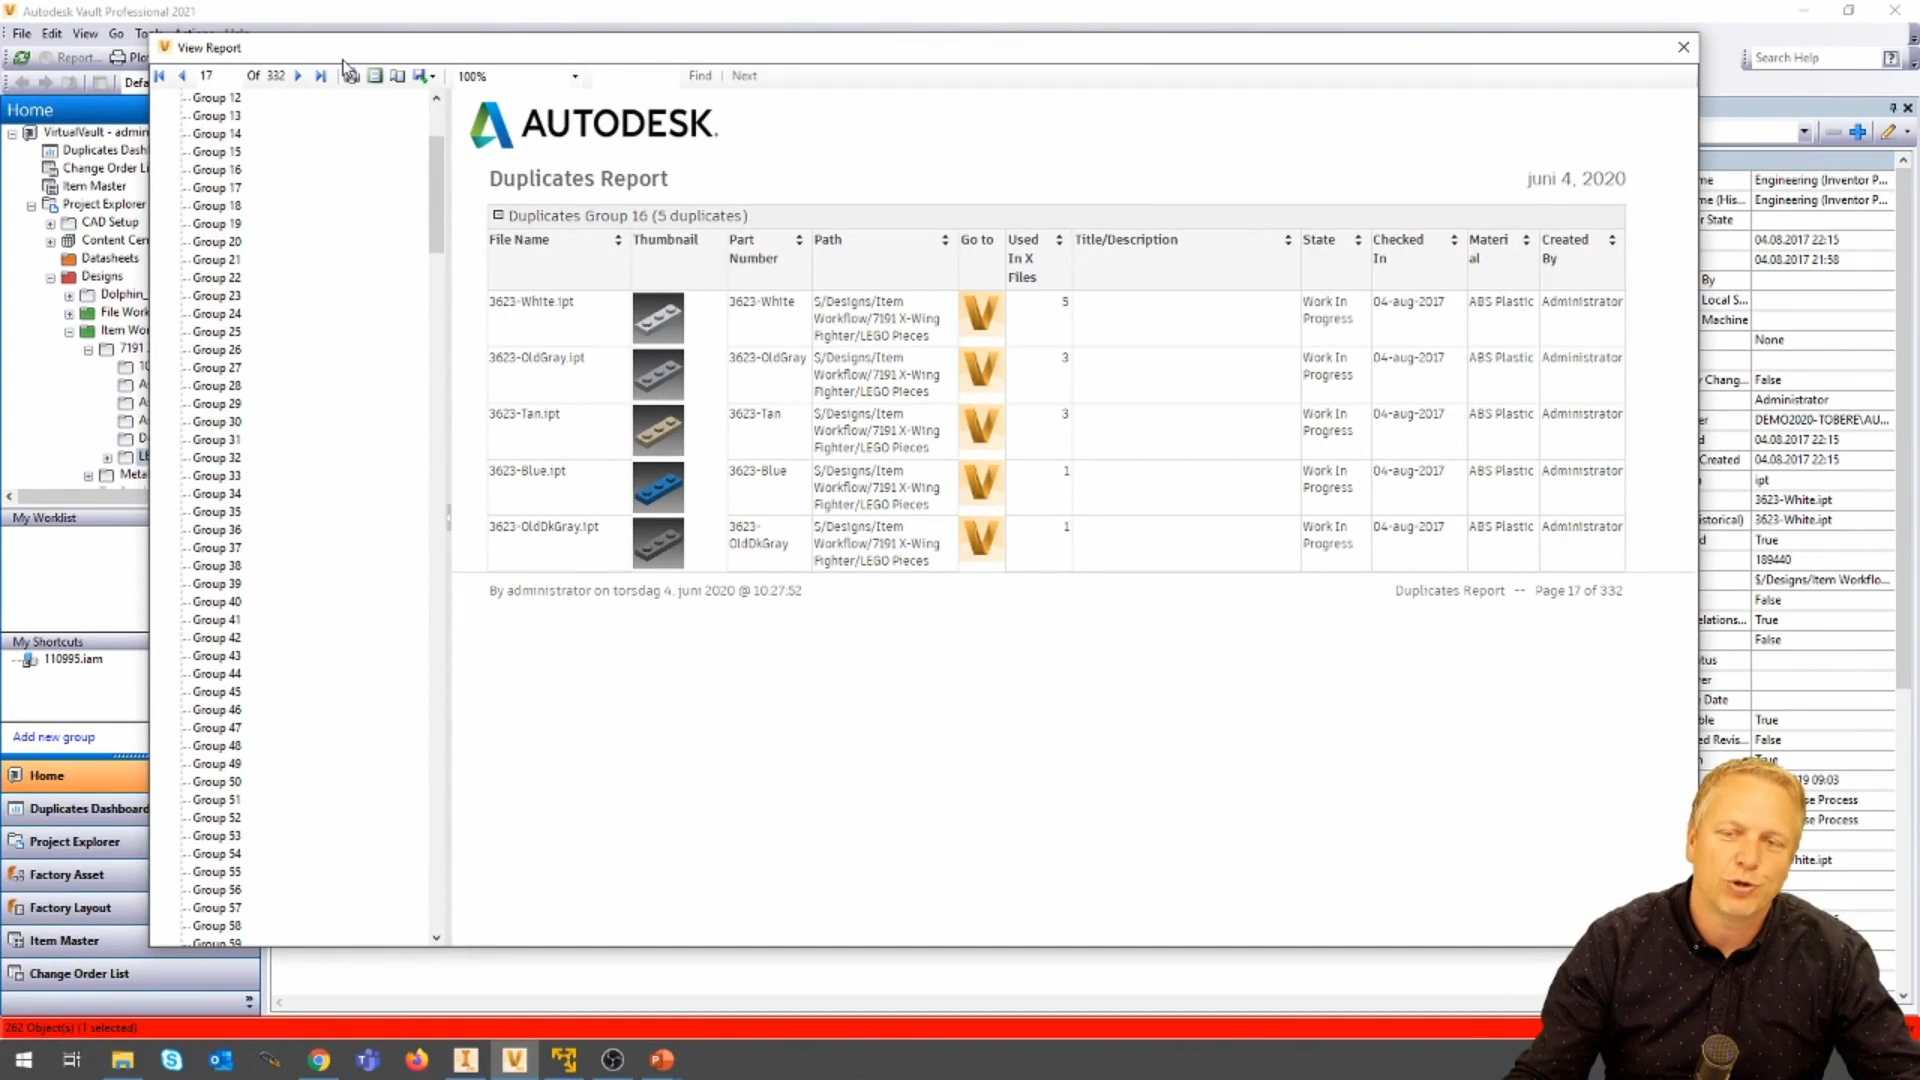 Autodesk Vault Professional 2021
File Edit View Go
Report...
View Report
17 Of 332
100%
Find Next
Search Help
Home
VirtualVault - admin
Duplicates Dash
Change Order Li
Item Master
Project Explorer
CAD Setup
Content Cen
Datasheets
Designs
Dolphin_
File Work
Item Wor
7191
Meta
My Worklist
My Shortcuts
110995.iam
Add new group
Home
Duplicates Dashboard
Project Explorer
Factory Asset
Factory Layout
Item Master
Change Order List
262 Object(s) (1 selected)
Group 12
Group 13
Group 14
Group 15
Group 16
Group 17
Group 18
Group 19
Group 20
Group 21
Group 22
Group 23
Group 24
Group 25
Group 26
Group 27
Group 28
Group 29
Group 30
Group 31
Group 32
Group 33
Group 34
Group 35
Group 36
Group 37
Group 38
Group 39
Group 40
Group 41
Group 42
Group 43
Group 44
Group 45
Group 46
Group 47
Group 48
Group 49
Group 50
Group 51
Group 52
Group 53
Group 54
Group 55
Group 56
Group 57
Group 58
Group 59
AUTODESK.
Duplicates Report juni 4, 2020
Duplicates Group 16 (5 duplicates)
File Name Thumbnail Part Path Go to Used Title/Description State Checked Materi Created
Number In X In al By
Files
3623-White.ipt 3623-White S/Designs/Item 5 Work In 04-aug-2017 ABS Plastic Administrator
Workflow/7191 X-Wing Progress
Fighter/LEGO Pieces
3623-OldGray.ipt 3623-OldGray S/Designs/Item 3 Work In 04-aug-2017 ABS Plastic Administrator
Workflow/7191 X-Wing Progress
Fighter/LEGO Pieces
3623-Tan.ipt 3623-Tan S/Designs/Item 3 Work In 04-aug-2017 ABS Plastic Administrator
Workflow/7191 X-Wing Progress
Fighter/LEGO Pieces
3623-Blue.ipt 3623-Blue S/Designs/Item 1 Work In 04-aug-2017 ABS Plastic Administrator
Workflow/7191 X-Wing Progress
Fighter/LEGO Pieces
3623-OldDkGray.ipt 3623- S/Designs/Item 1 Work In 04-aug-2017 ABS Plastic Administrator
OldDkGray Workflow/7191 X-Wing Progress
Fighter/LEGO Pieces
By administrator on torsdag 4. juni 2020 @ 10:27:52 Duplicates Report -- Page 17 of 332
Engineering (Inventor P...
Engineering (Inventor P...
State
04.08.2017 22:15
04.08.2017 21:58
By
Local S...
Machine
None
Chang... False
Administrator
DEMO2020-TOBERE\AU...
04.08.2017 22:15
Created 04.08.2017 22:15
ipt
3623-White.ipt
3623-White.ipt
True
189440
S/Designs/Item Workflo...
False
True
False
Date
True
False